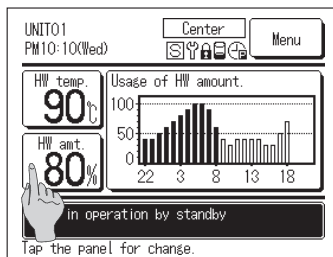 UNIT01
PM10:10(Wed)
Center
S
P
Menu
HW temp.
90℃
Usage of HW amount.
100
50
0
22 3 8 13 18
HW amt.
80%
in operation by standby
Tap the panel for change.